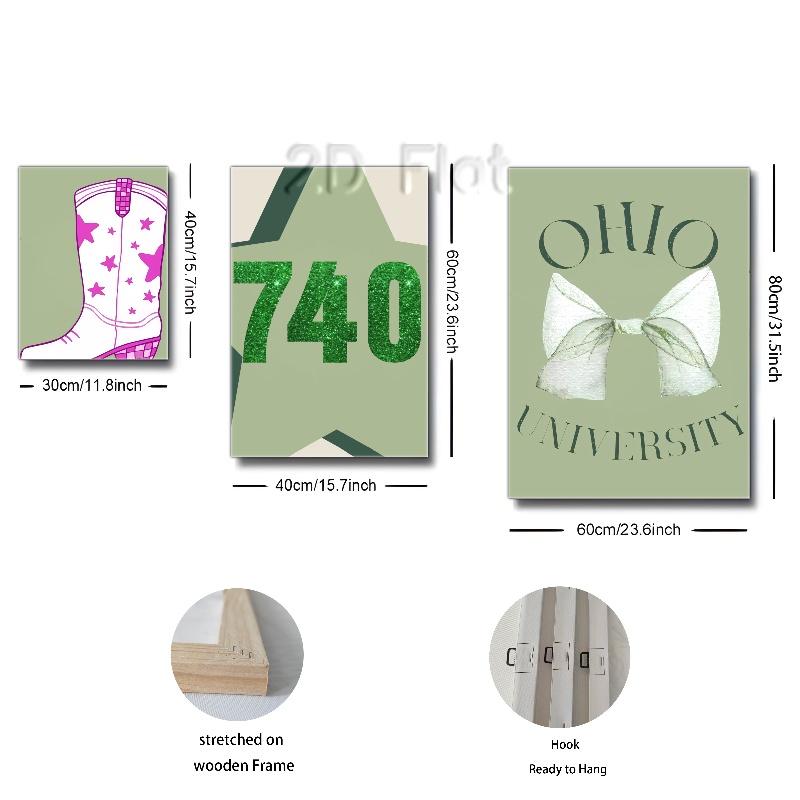 2D Flat
40cm/15.7inch
30cm/11.8inch
740
60cm/23.6inch
40cm/15.7inch
OHIO
UNIVERSITY
80cm/31.5inch
60cm/23.6inch
stretched on
wooden Frame
Hook
Ready to Hang